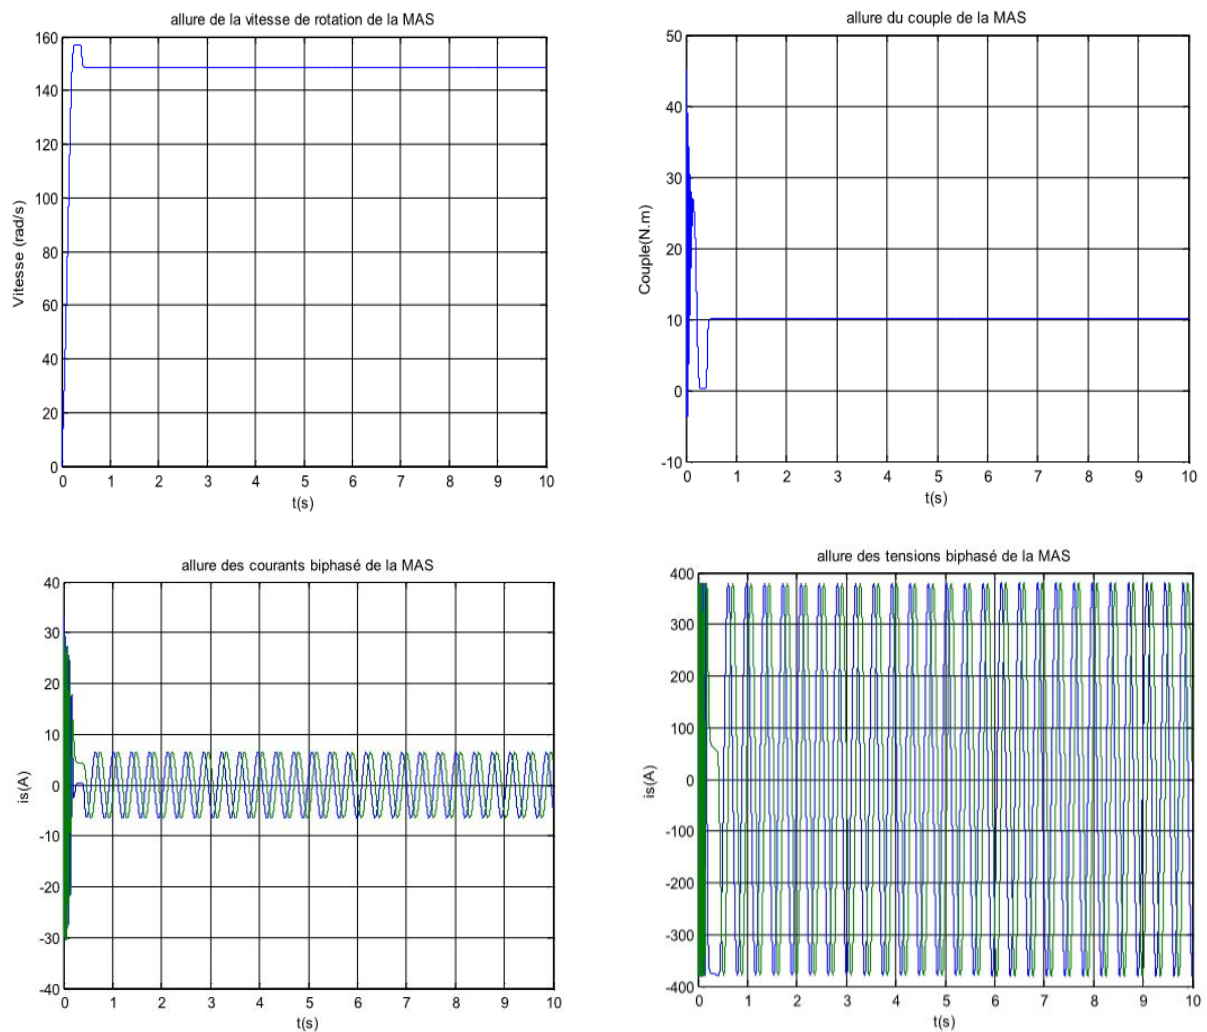 allure de la vitesse de rotation de la MAS
160
140
120
100
80
60
40
20
0
Vitesse (rad/s)
0 1 2 3 4 5 6 7 8 9 10
t(s)
allure du couple de la MAS
50
40
30
20
10
0
-10
Couple(N.m)
0 1 2 3 4 5 6 7 8 9 10
t(s)
allure des courants biphasé de la MAS
40
30
20
10
0
-10
-20
-30
-40
is(A)
0 1 2 3 4 5 6 7 8 9 10
t(s)
allure des tensions biphasé de la MAS
400
300
200
100
0
-100
-200
-300
-400
is(A)
0 1 2 3 4 5 6 7 8 9 10
t(s)